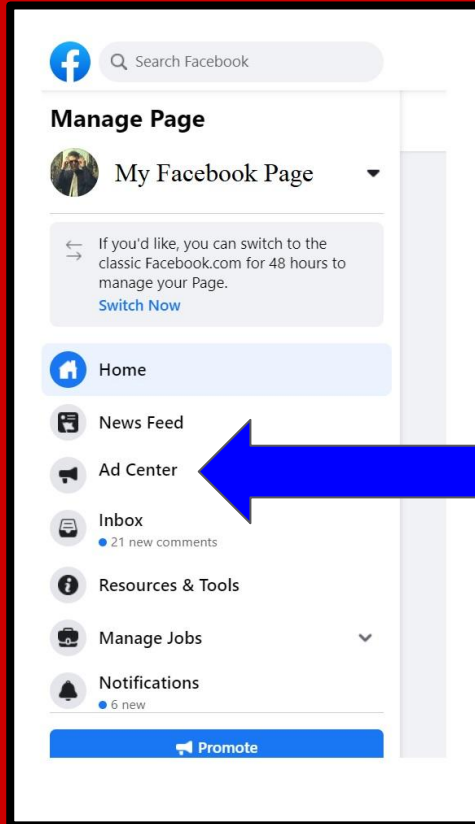 Search Facebook
Manage Page
My Facebook Page
If you'd like, you can switch to the
classic Facebook.com for 48 hours to
manage your Page.
Switch Now
Home
News Feed
Ad Center
Inbox
21 new comments
Resources & Tools
Manage Jobs
Notifications
6 new
Promote